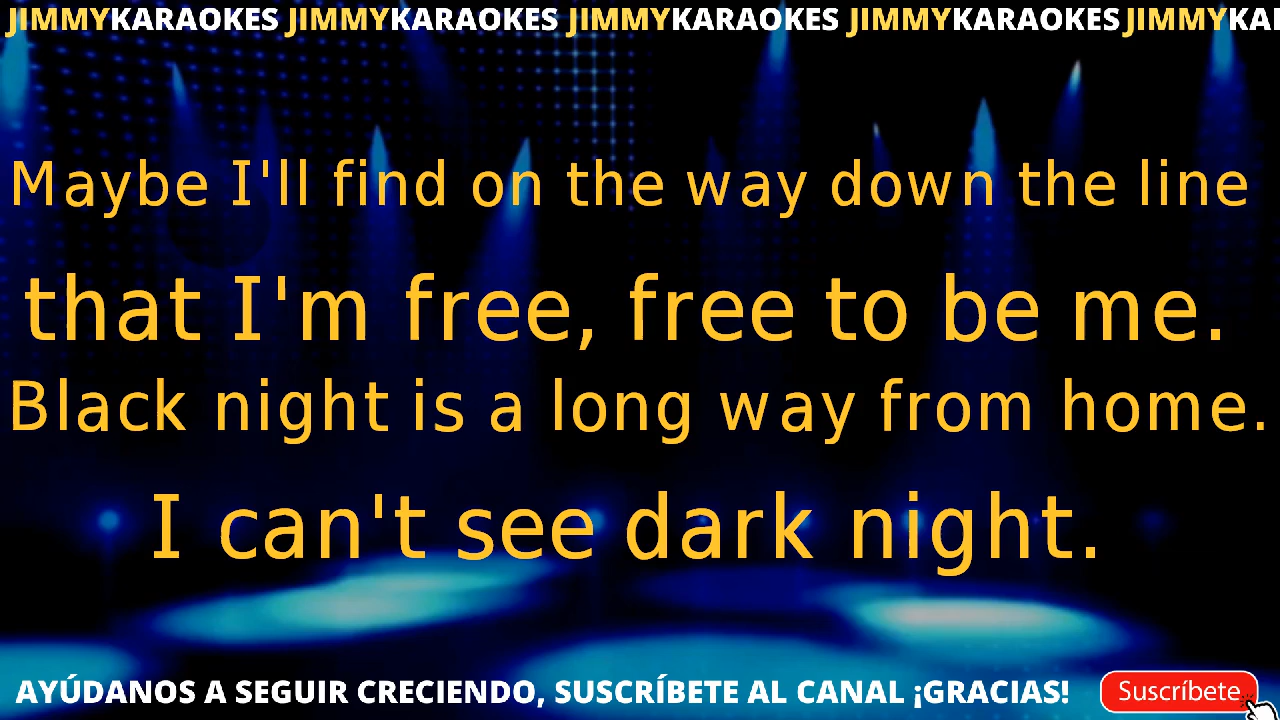 JIMMYKARAOKES JIMMYKARAOKES JIMMYKARAOKES JIMMYKARAOKES JIMMYKA
Maybe I'll find on the way down the line
that I'm free, free to be me.
Black night is a long way from home.
I can't see dark night.
AYÚDANOS A SEGUIR CRECIENDO, SUSCRÍBETE AL CANAL ¡GRACIAS! Suscríbete